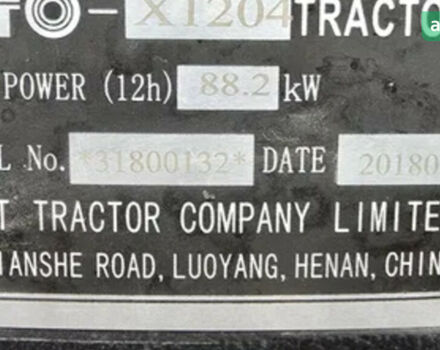 TO-X1204 TRACTO
POWER (12h) 88.2 kW
L No. *31800132* DATE 20180
T TRACTOR COMPANY LIMITE
IANSHE ROAD, LUOYANG, HENAN, CHIN